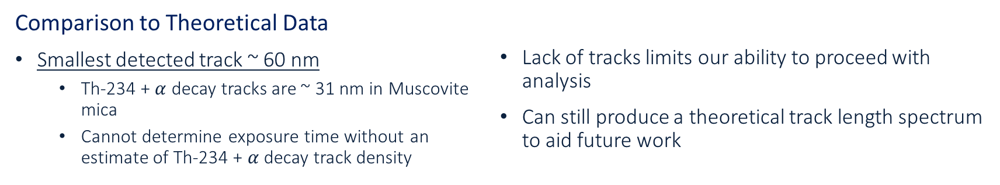 Comparison to Theoretical Data
• Smallest detected track ~ 60 nm
• Th-234 + 𝛼 decay tracks are ~ 31 nm in Muscovite
mica
• Cannot determine exposure time without an
estimate of Th-234 + 𝛼 decay track density
• Lack of tracks limits our ability to proceed with
analysis
• Can still produce a theoretical track length spectrum
to aid future work